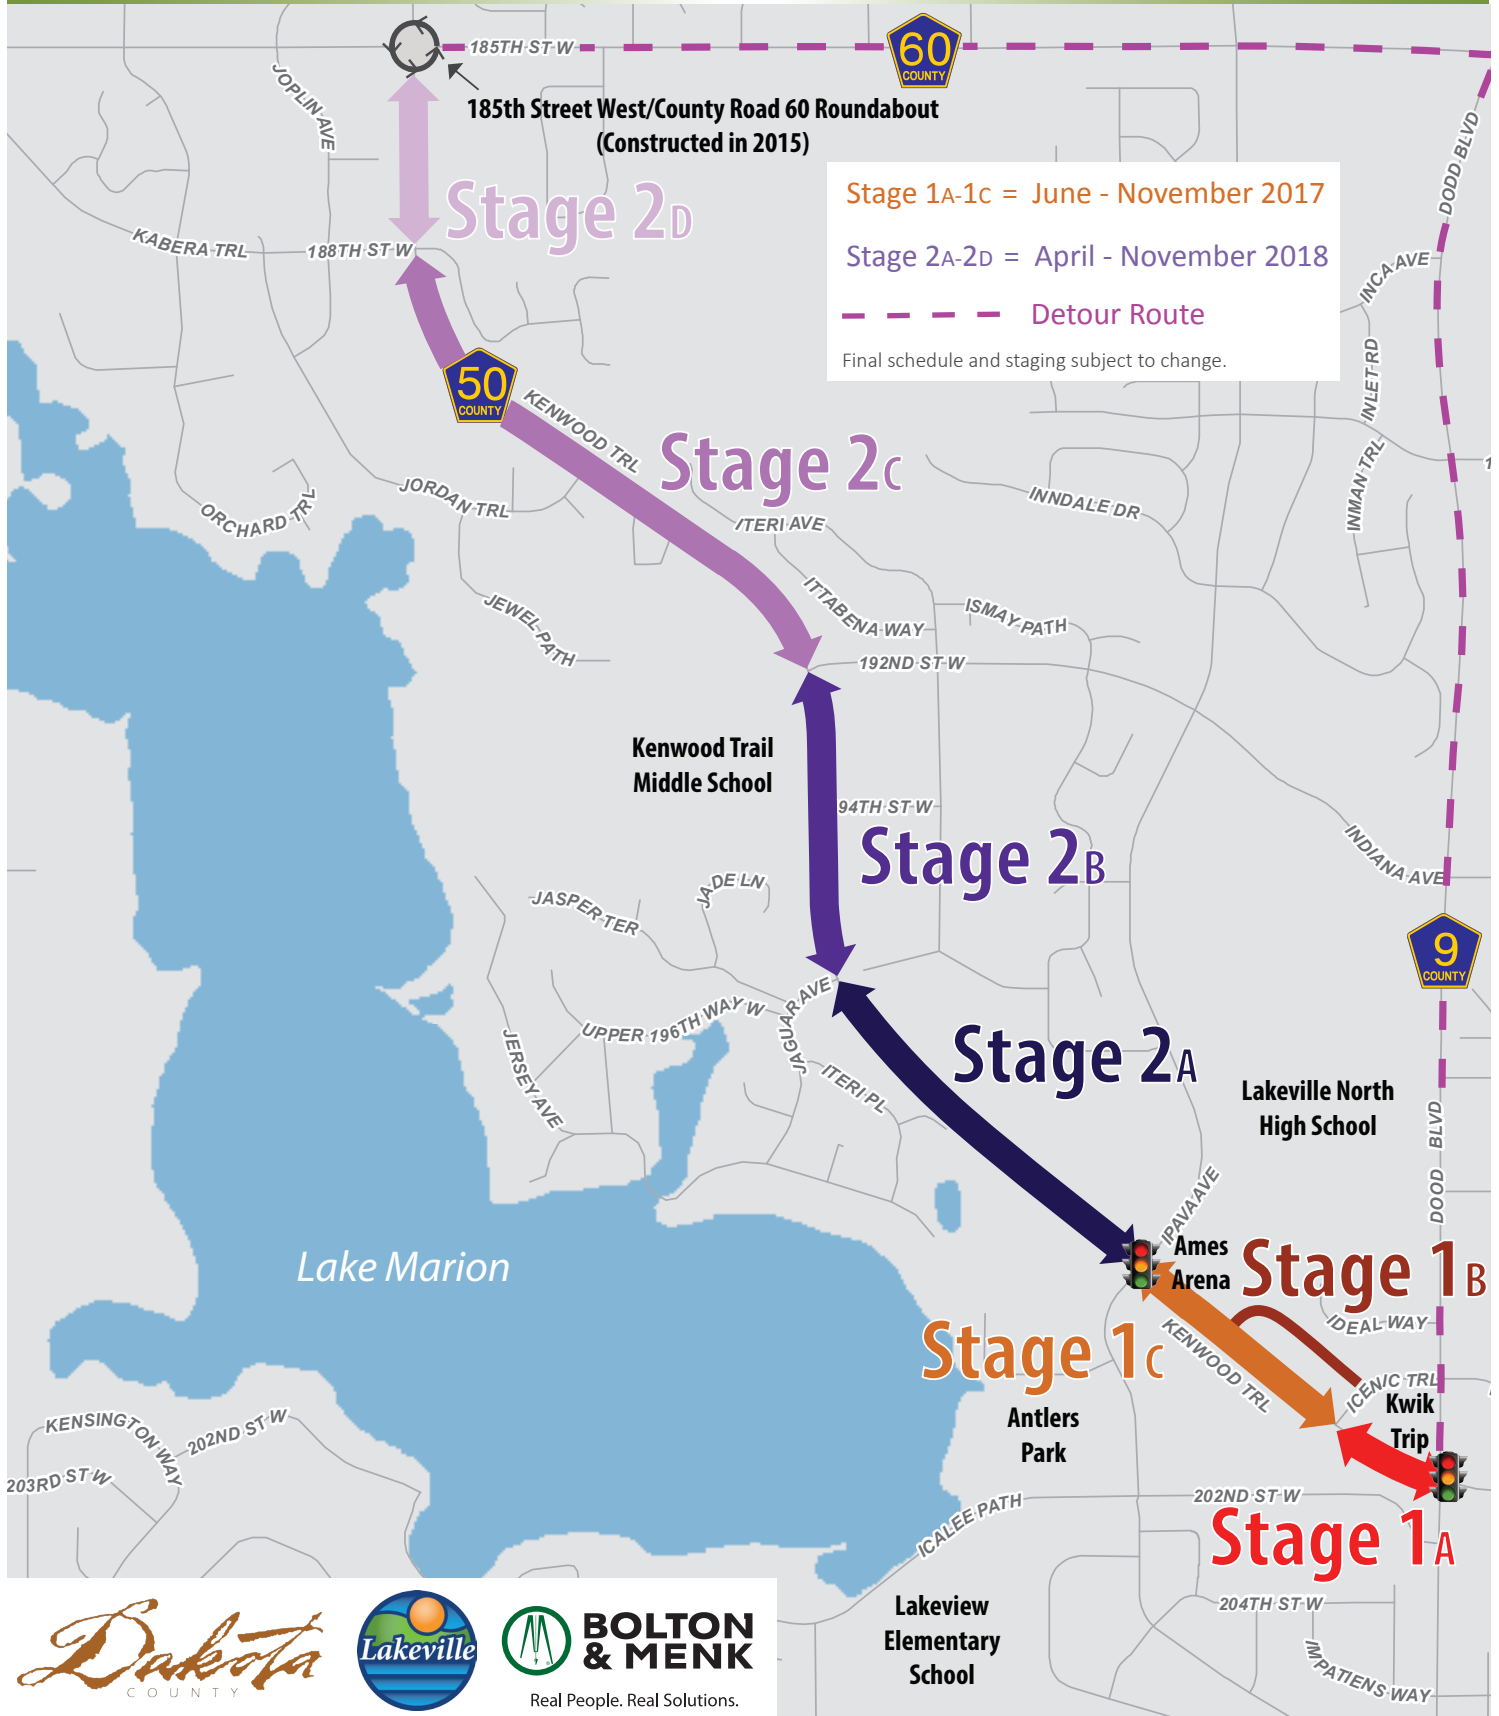 185TH ST W
60
COUNTY
JOPLIN AVE
185th Street West/County Road 60 Roundabout
(Constructed in 2015)
DODD BLVD
Stage 1A-1C = June - November 2017
Stage 2A-2D = April - November 2018
Detour Route
Final schedule and staging subject to change.
Stage 2D
KABERA TRL
188TH ST W
INCA AVE
INLET RD
50
COUNTY
KENWOOD TRL
Stage 2C
INMAN TRL
1
ORCHARD TRL
JORDAN TRL
INNDALE DR
ITERI AVE
ITTABENA WAY
ISMAY PATH
JEWEL PATH
192ND ST W
Kenwood Trail
Middle School
94TH ST W
Stage 2B
INDIANA AVE
JADE LN
JASPER TER
9
COUNTY
JAGUAR AVE
UPPER 196TH WAY W
JERSEY AVE
ITERI PL
Stage 2A
Lakeville North
High School
DOOD BLVD
IPAVA AVE
Ames
Arena
Stage 1B
Lake Marion
IDEAL WAY
Stage 1C
KENWOOD TRL
ICENIC TRL
Kwik
Trip
Antlers
Park
KENSINGTON WAY
202ND ST W
203RD ST W
202ND ST W
ICALEE PATH
Stage 1A
Lakeview
Elementary
School
204TH ST W
IMPATIENS WAY
Dakota
COUNTY
Lakeville
BOLTON
& MENK
Real People. Real Solutions.